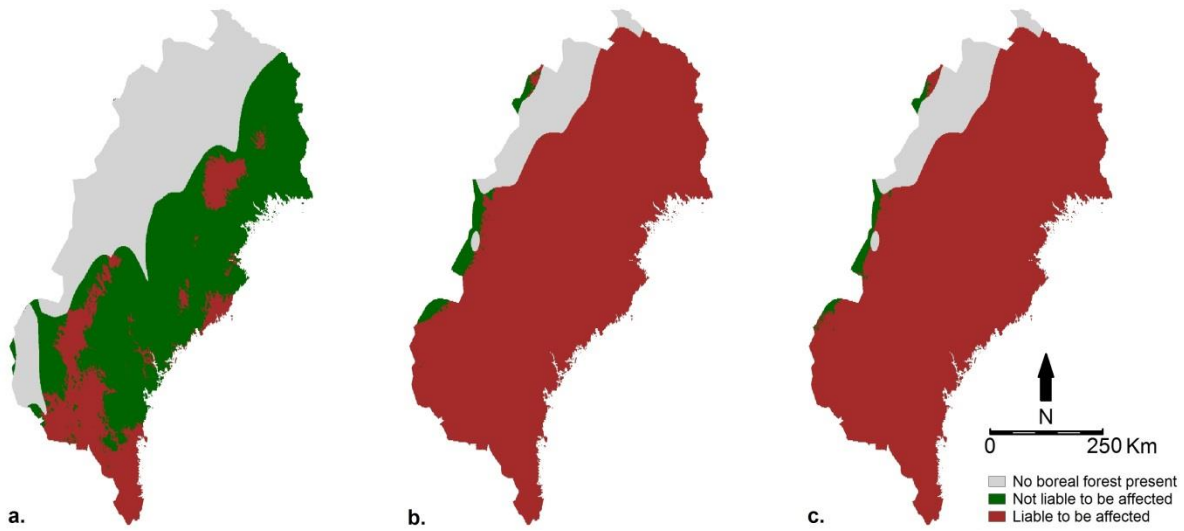 N
0 250 Km
No boreal forest present
Not liable to be affected
Liable to be affected
a. b. c.